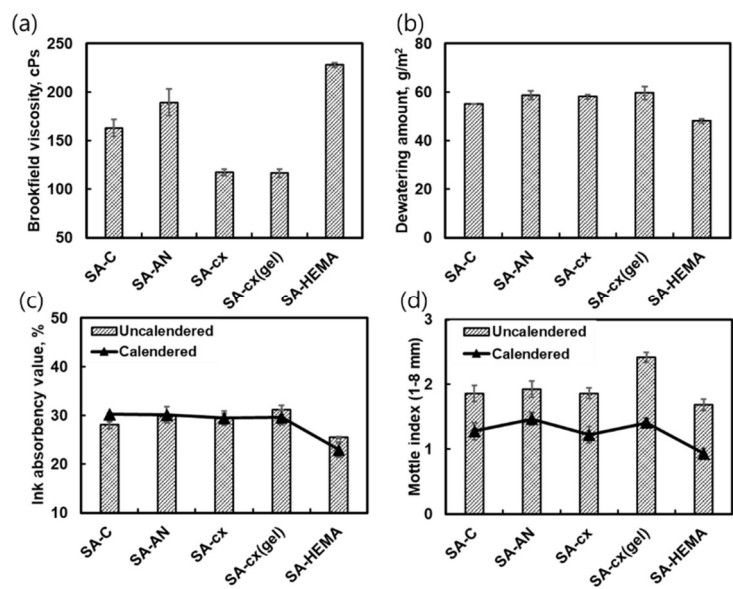 (a)
Brookfield viscosity, cPs
250
200
150
100
50
SA-C
SA-AN
SA-cx
SA-cx(gel)
SA-HEMA
(b)
Dewatering amount, g/m²
80
60
40
20
0
SA-C
SA-AN
SA-cx
SA-cx(gel)
SA-HEMA
(c)
Ink absorbency value, %
50
40
30
20
10
Uncalendered
Calendered
SA-C
SA-AN
SA-cx
SA-cx(gel)
SA-HEMA
(d)
Mottle index (1-8 mm)
3
2
1
0
Uncalendered
Calendered
SA-C
SA-AN
SA-cx
SA-cx(gel)
SA-HEMA